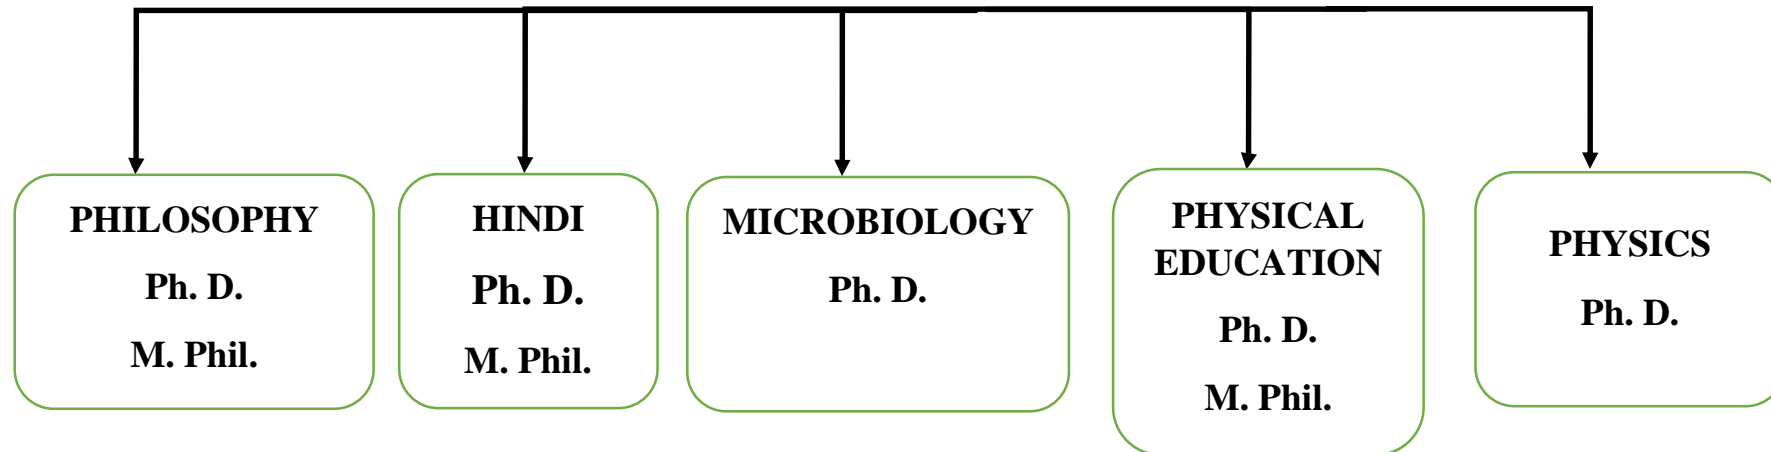 PHILOSOPHY
Ph. D.
M. Phil.
HINDI
Ph. D.
M. Phil.
MICROBIOLOGY
Ph. D.
PHYSICAL
EDUCATION
Ph. D.
M. Phil.
PHYSICS
Ph. D.